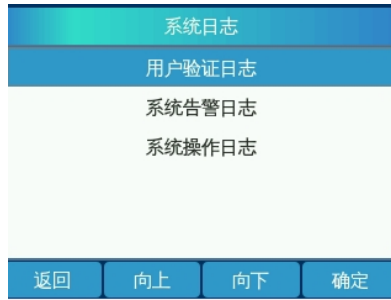 系统日志
用户验证日志
系统告警日志
系统操作日志
返回 向上 向下 确定